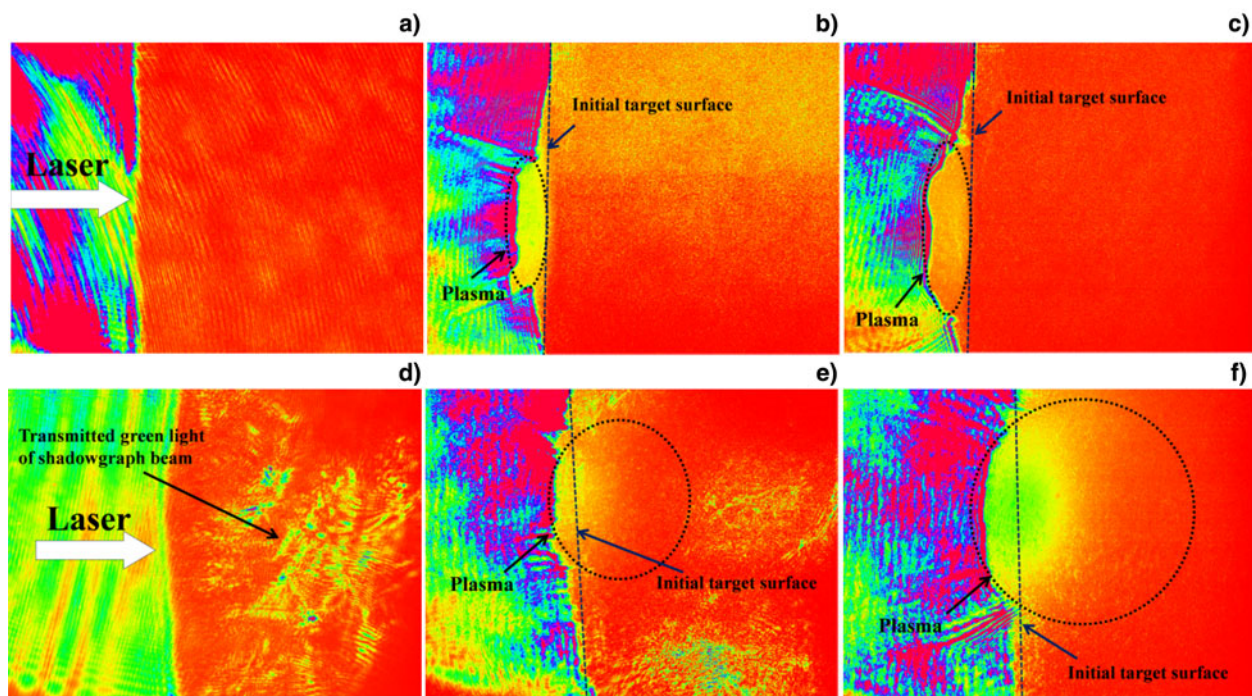 a)
b)
c)
Laser
Initial target surface
Plasma
Initial target surface
Plasma
d)
e)
f)
Transmitted green light
of shadowgraph beam
Laser
Plasma
Initial target surface
Plasma
Initial target surface